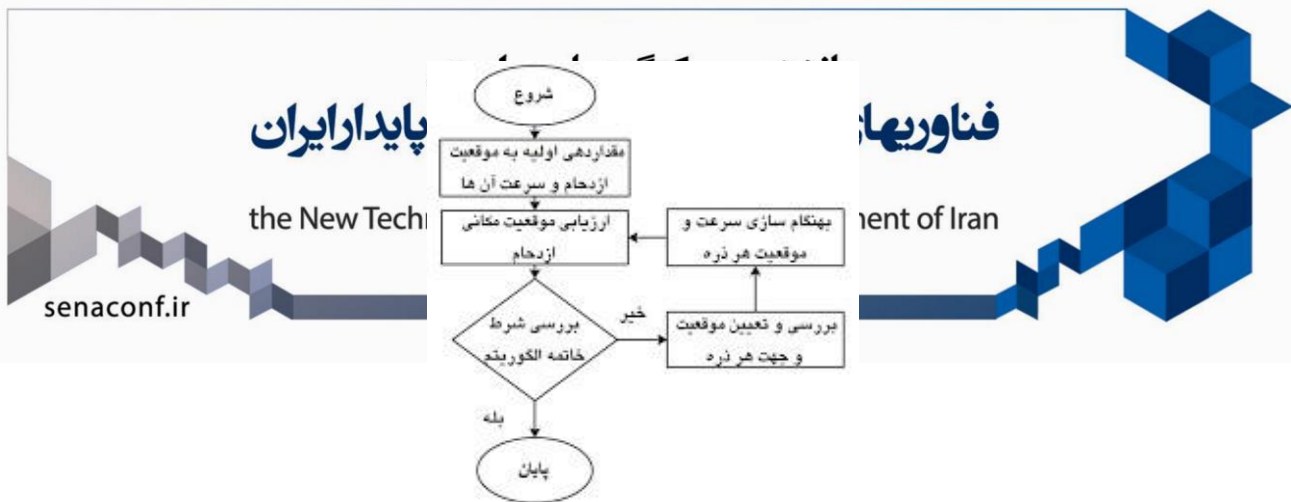 فناوریهای
پایدارایران
the New Techn
ment of Iran
senaconf.ir
شروع
مقداردهی اولیه به موقعیت
ازدحام و سرعت آن ها
ارزیابی موقعیت مکانی
ازدحام
بررسی شرط
خاتمه الگوریتم
خیر
بررسی و تعیین موقعیت
و جهت هر ذره
بهنگام سازی سرعت و
موقعیت هر ذره
بله
پایان